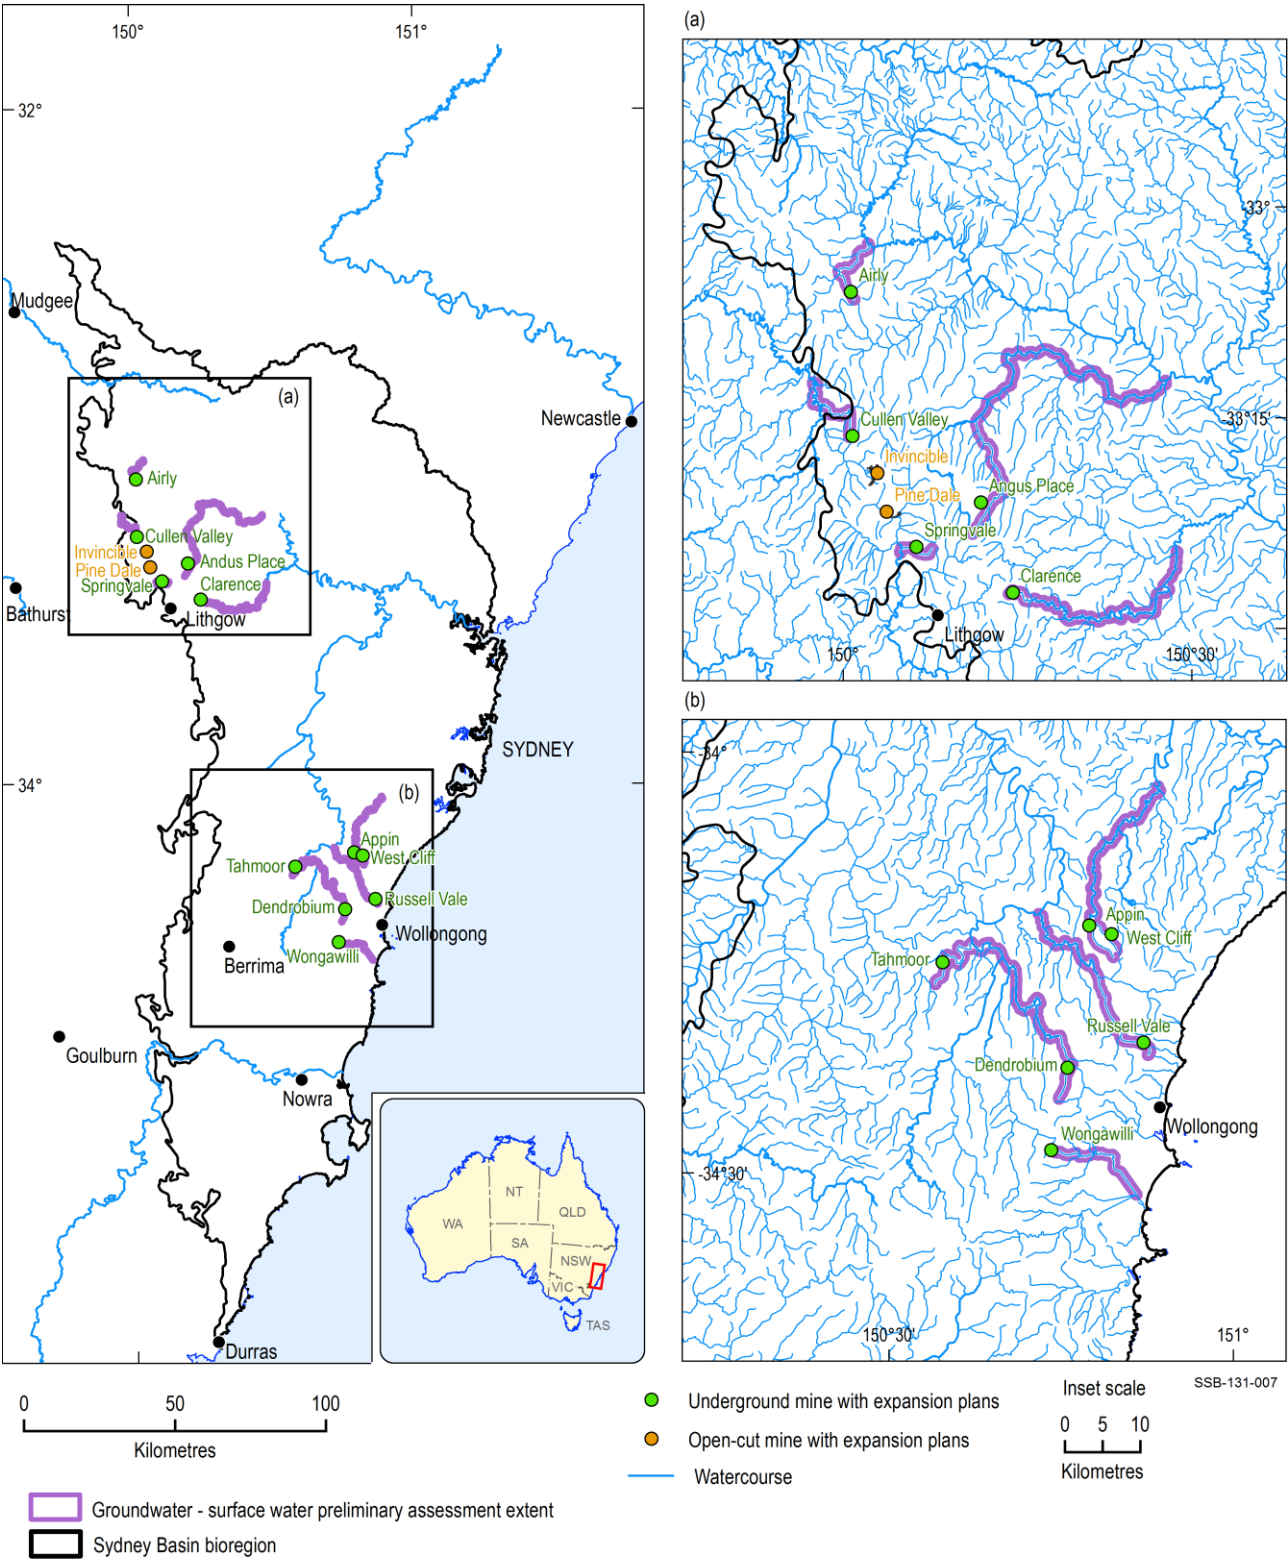 150°
151°
32°
Mudgee
(a)
Newcastle
Airly
Cullen Valley
Invincible
Andus Place
Pine Dale
Springvale
Clarence
Bathurst
Lithgow
SYDNEY
34°
(b)
Appin
West Cliff
Tahmoor
Russell Vale
Dendrobium
Wollongong
Wongawilli
Berrima
Goulburn
Nowra
Durras
NT
WA
QLD
SA
NSW
VIC
TAS
(a)
-33°
Airly
-33°15'
Cullen Valley
Invincible
Angus Place
Pine Dale
Springvale
Clarence
Lithgow
150°
150°30'
(b)
-34°
Appin
West Cliff
Tahmoor
Russell Vale
Dendrobium
Wollongong
Wongawilli
-34°30'
150°30'
151°
0 50 100
Kilometres
Underground mine with expansion plans
Open-cut mine with expansion plans
Watercourse
Inset scale
0 5 10
Kilometres
SSB-131-007
Groundwater - surface water preliminary assessment extent
Sydney Basin bioregion